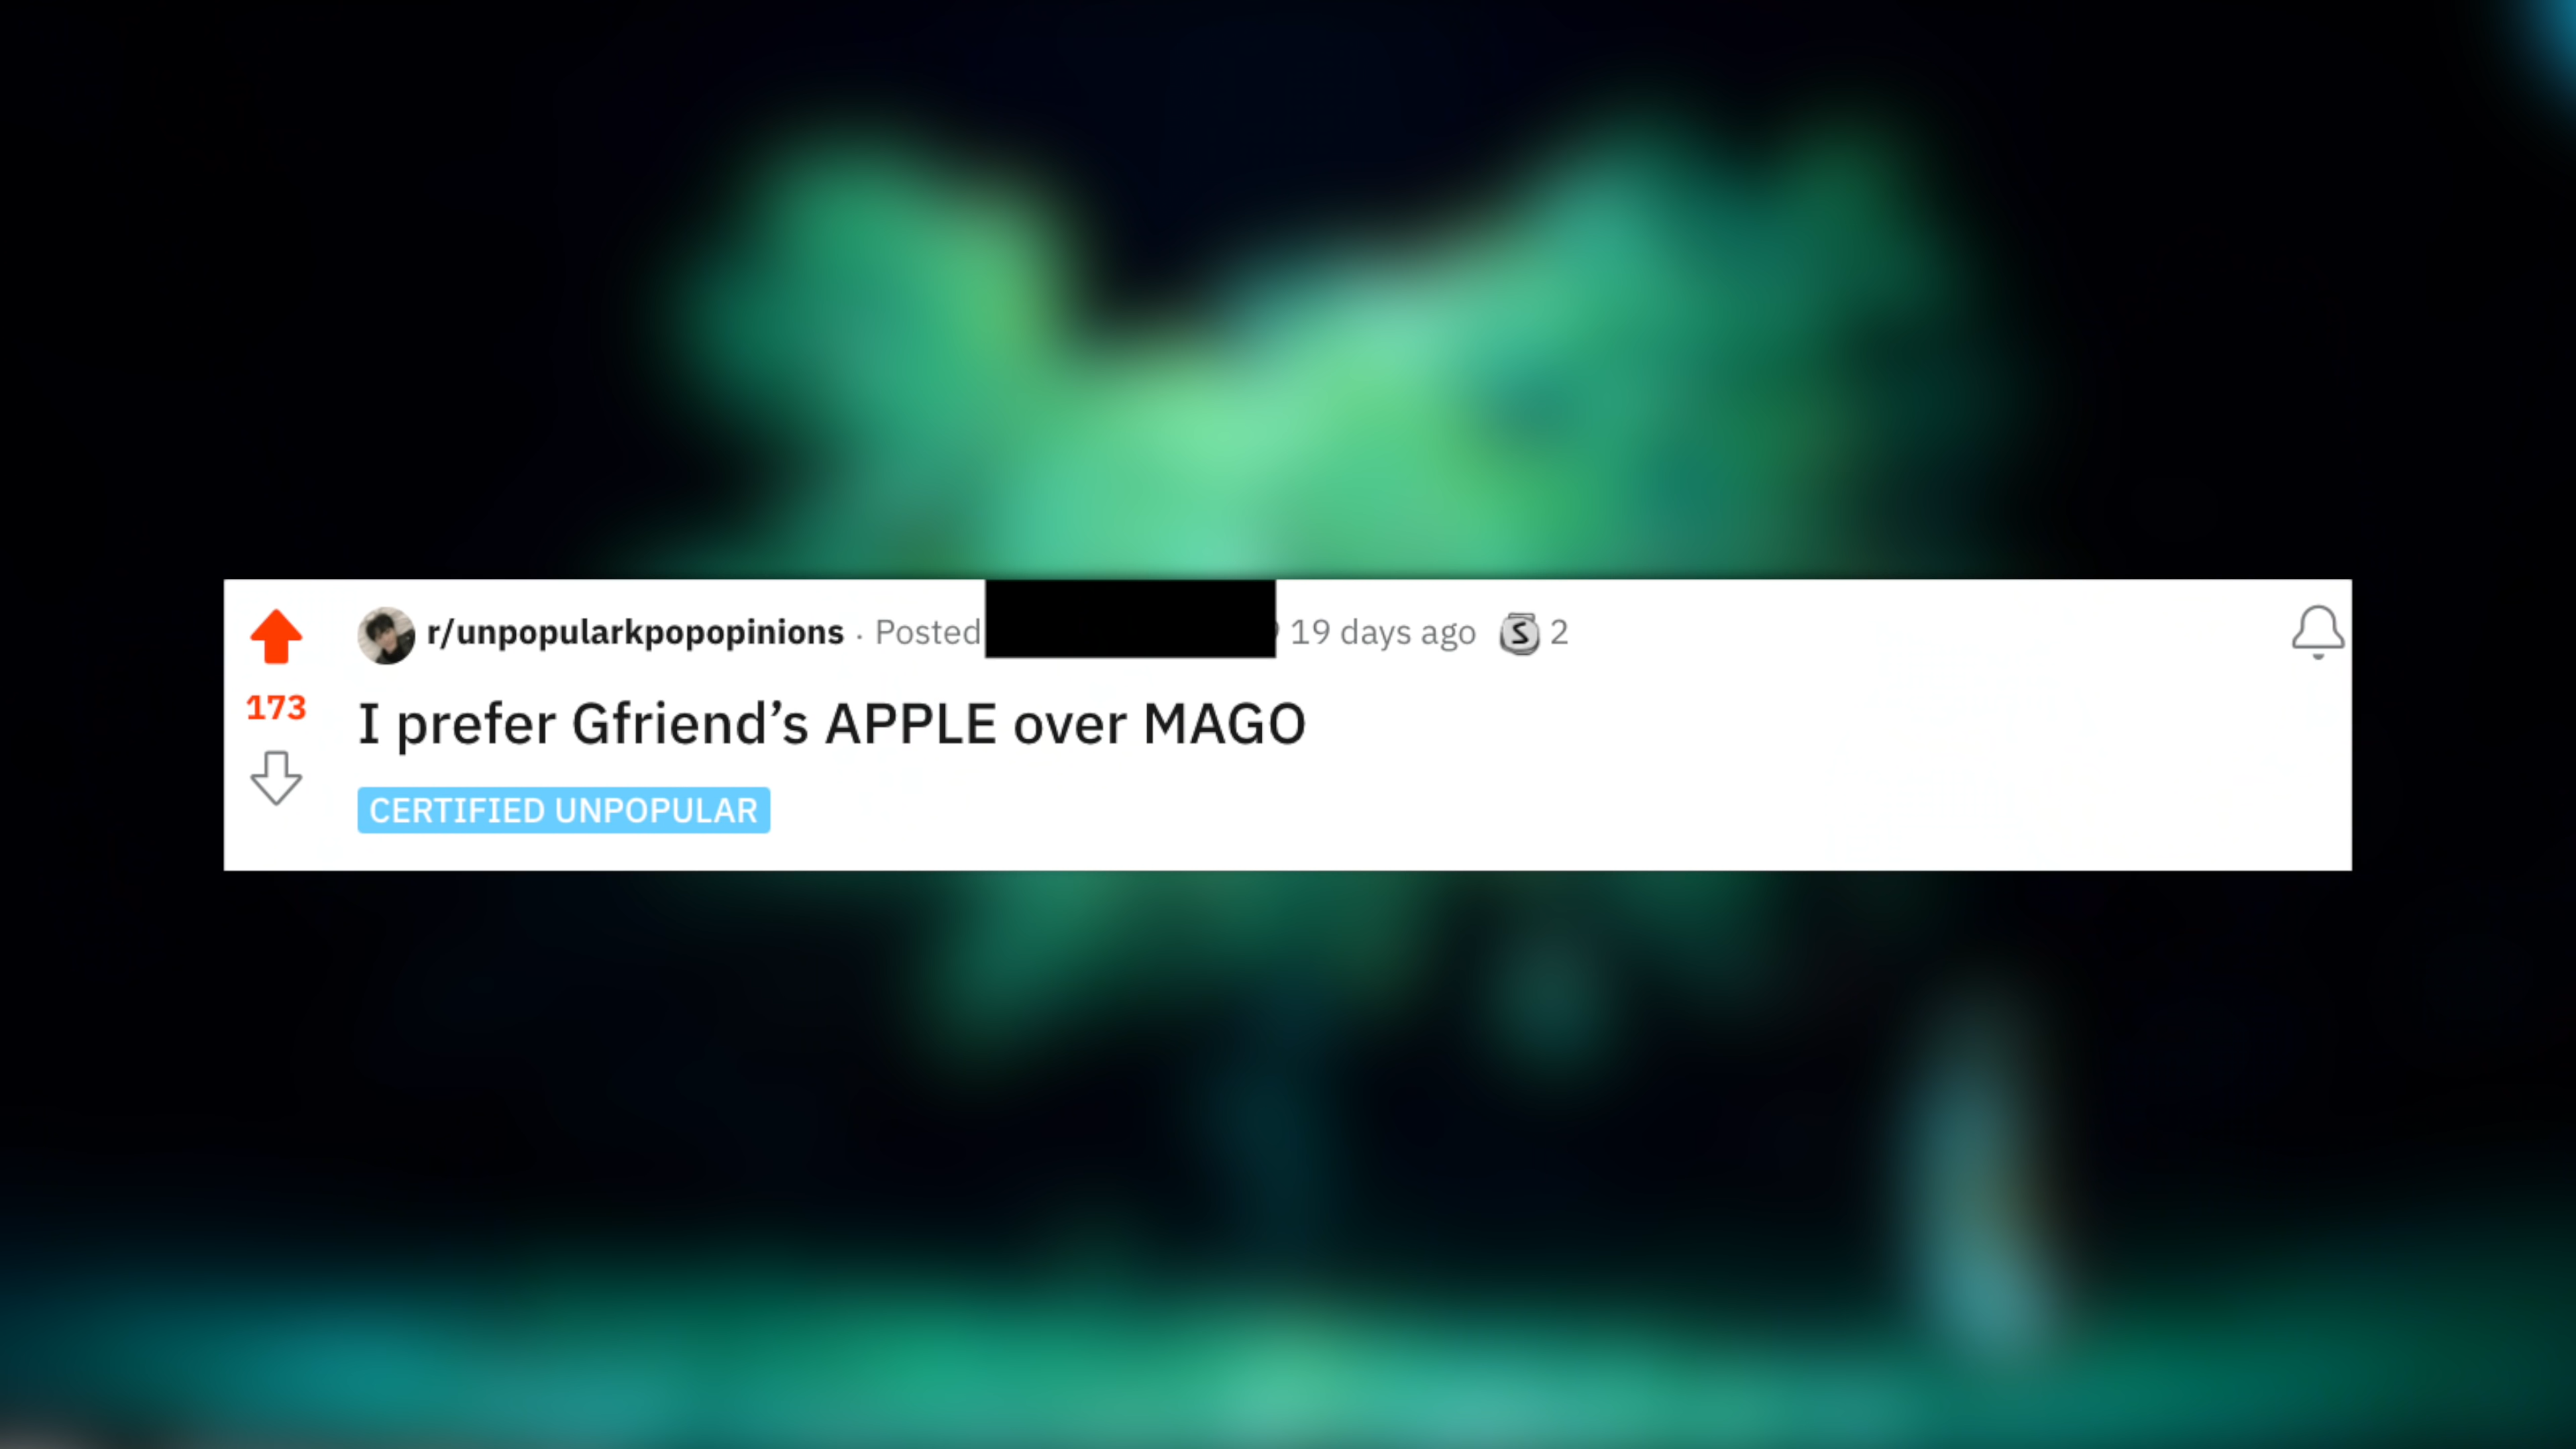 r/unpopularkpopopinions · Posted 19 days ago S 2
173
I prefer Gfriend’s APPLE over MAGO
CERTIFIED UNPOPULAR